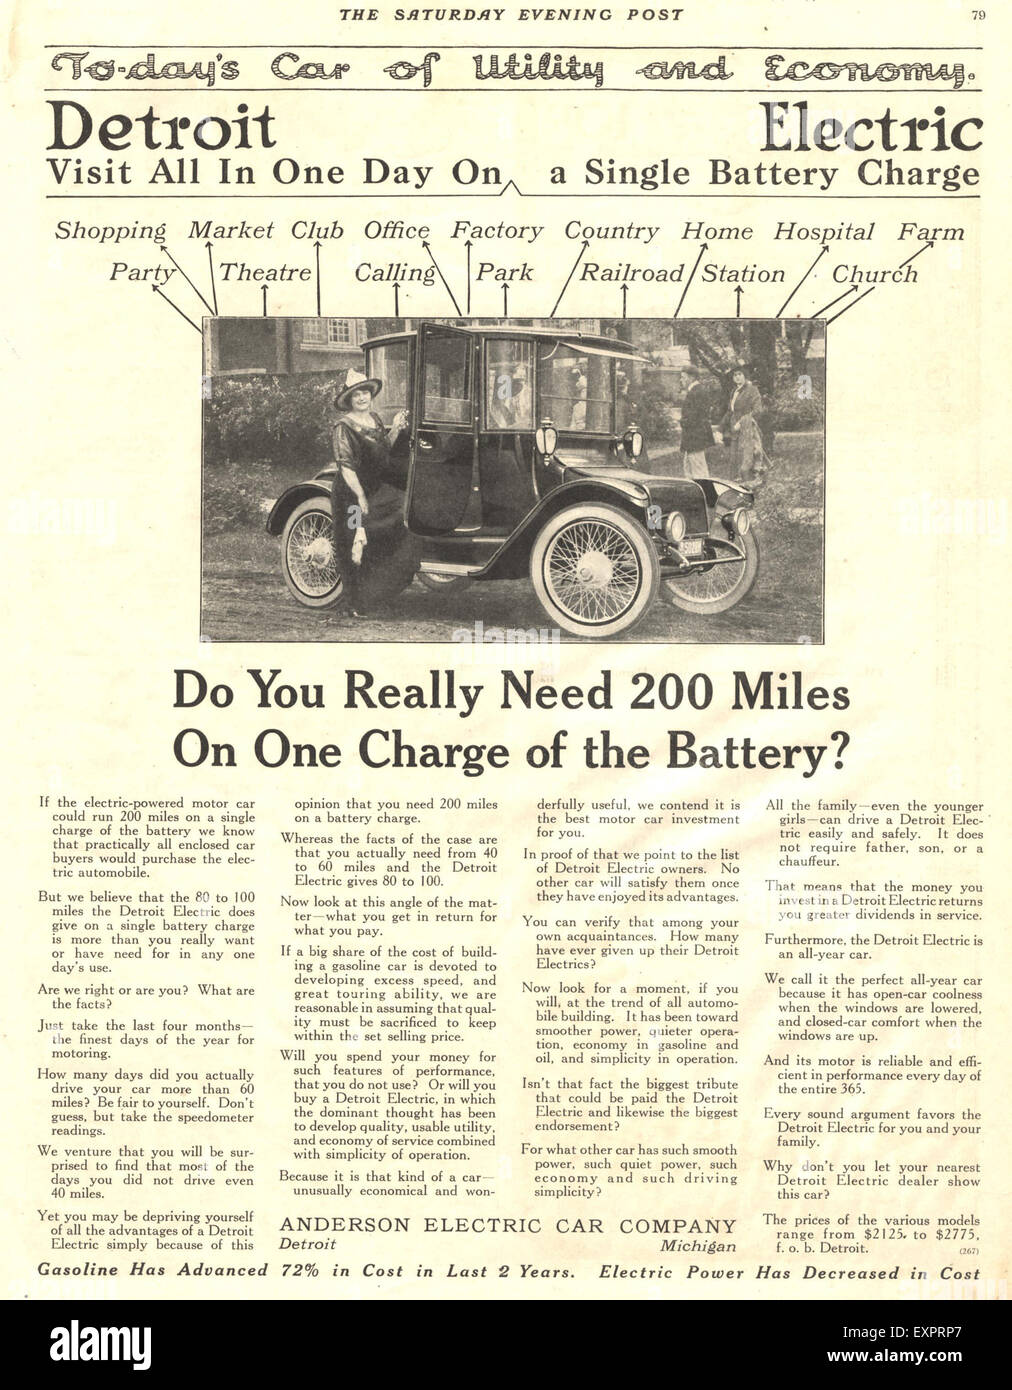 THE SATURDAY EVENING POST
79
To-day's Car of Utility and Economy.
Detroit Electric
Visit All In One Day On a Single Battery Charge
Shopping Market Club Office Factory Country Home Hospital Farm
Party Theatre Calling Park Railroad Station Church
Do You Really Need 200 Miles
On One Charge of the Battery?
If the electric-powered motor car
could run 200 miles on a single
charge of the battery we know
that practically all enclosed car
buyers would purchase the elec-
tric automobile.
But we believe that the 80 to 100
miles the Detroit Electric does
give on a single battery charge
is more than you really want
or have need for in any one
day's use.
Are we right or are you? What are
the facts?
Just take the last four months—
the finest days of the year for
motoring.
How many days did you actually
drive your car more than 60
miles? Be fair to yourself. Don't
guess, but take the speedometer
readings.
We venture that you will be sur-
prised to find that most of the
days you did not drive even
40 miles.
Yet you may be depriving yourself
of all the advantages of a Detroit
Electric simply because of this
opinion that you need 200 miles
on a battery charge.
Whereas the facts of the case are
that you actually need from 40
to 60 miles and the Detroit
Electric gives 80 to 100.
Now look at this angle of the mat-
ter—what you get in return for
what you pay.
If a big share of the cost of build-
ing a gasoline car is devoted to
developing excess speed, and
great touring ability, we are
reasonable in assuming that qual-
ity must be sacrificed to keep
within the set selling price.
Will you spend your money for
such features of performance,
that you do not use? Or will you
buy a Detroit Electric, in which
the dominant thought has been
to develop quality, usable utility,
and economy of service combined
with simplicity of operation.
Because it is that kind of a car—
unusually economical and won-
derfully useful, we contend it is
the best motor car investment
for you.
In proof of that we point to the list
of Detroit Electric owners. No
other car will satisfy them once
they have enjoyed its advantages.
You can verify that among your
own acquaintances. How many
have ever given up their Detroit
Electrics?
Now look for a moment, if you
will, at the trend of all automo-
bile building. It has been toward
smoother power, quieter opera-
tion, economy in gasoline and
oil, and simplicity in operation.
Isn't that fact the biggest tribute
that could be paid the Detroit
Electric and likewise the biggest
endorsement?
For what other car has such smooth
power, such quiet power, such
economy and such driving
simplicity?
All the family—even the younger
girls—can drive a Detroit Elec-
tric easily and safely. It does
not require father, son, or a
chauffeur.
That means that the money you
invest in a Detroit Electric returns
you greater dividends in service.
Furthermore, the Detroit Electric is
an all-year car.
We call it the perfect all-year car
because it has open-car coolness
when the windows are lowered,
and closed-car comfort when the
windows are up.
And its motor is reliable and effi-
cient in performance every day of
the entire 365.
Every sound argument favors the
Detroit Electric for you and your
family.
Why don't you let your nearest
Detroit Electric dealer show
this car?
The prices of the various models
range from $2125. to $2775,
f. o. b. Detroit. (267)
ANDERSON ELECTRIC CAR COMPANY
Detroit Michigan
Gasoline Has Advanced 72% in Cost in Last 2 Years. Electric Power Has Decreased in Cost
alamy
Image ID: EXPRP7
www.alamy.com